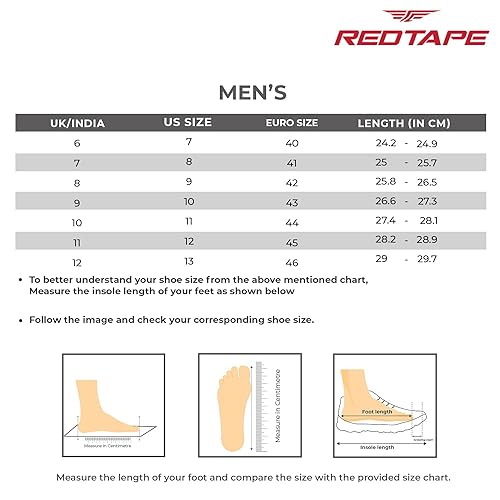 REDTAPE
MEN'S
UK/INDIA US SIZE EURO SIZE LENGTH (IN CM)
6 7 40 24.2 - 24.9
7 8 41 25 - 25.7
8 9 42 25.8 - 26.5
9 10 43 26.6 - 27.3
10 11 44 27.4 - 28.1
11 12 45 28.2 - 28.9
12 13 46 29 - 29.7
• To better understand your shoe size from the above mentioned chart,
Measure the insole length of your feet as shown below
• Follow the image and check your corresponding shoe size.
Measure in Centimetre
Measure in Centimetre
Foot length
Insole length
Measure the length of your foot and compare the size with the provided size chart.